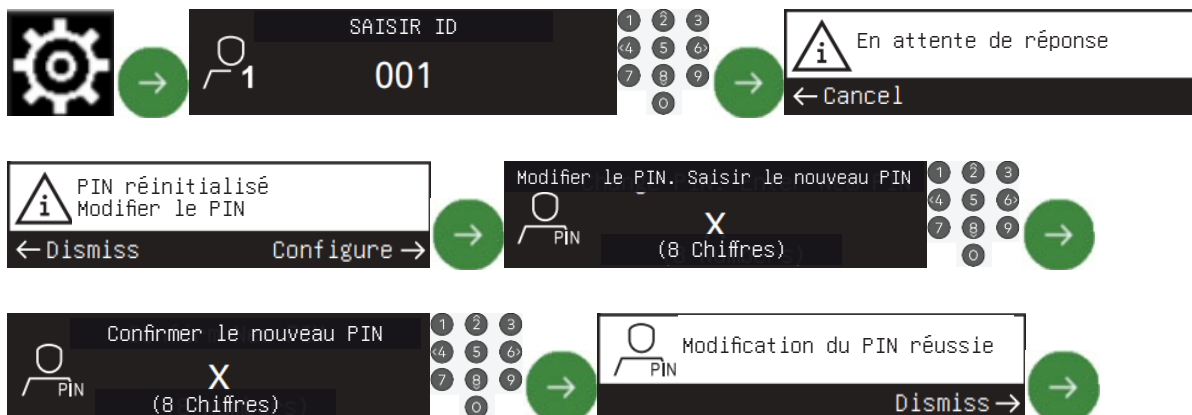 SAISIR ID
1
001
1 2 3
4 5 6
7 8 9
0
i
En attente de réponse
←Cancel
i
PIN réinitialisé
Modifier le PIN
←Dismiss Configure→
Modifier le PIN. Saisir le nouveau PIN
PIN
X
(8 Chiffres)
1 2 3
4 5 6
7 8 9
0
Confirmer le nouveau PIN
PIN
X
(8 Chiffres)
1 2 3
4 5 6
7 8 9
0
PIN
Modification du PIN réussie
Dismiss→